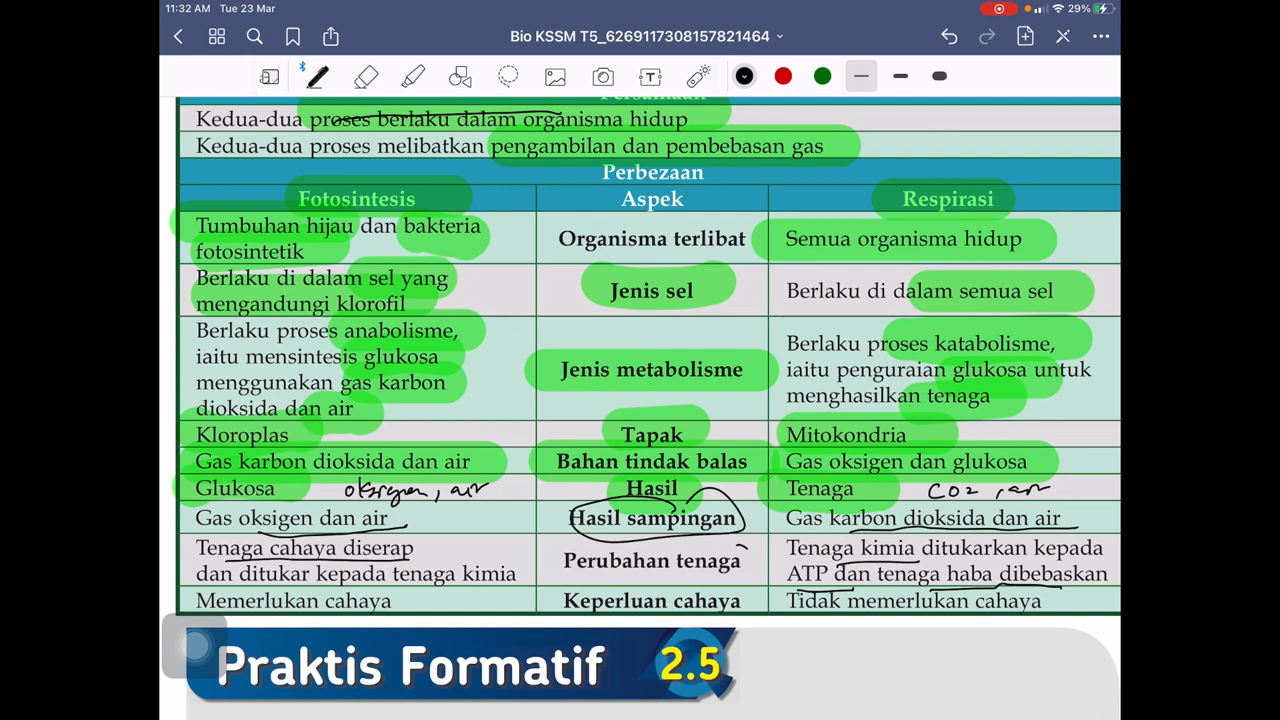 11:32 AM Tue 23 Mar
29%
Bio KSSM T5_6269117308157821464
Persamaan
Kedua-dua proses berlaku dalam organisma hidup
Kedua-dua proses melibatkan pengambilan dan pembebasan gas
Perbezaan
Fotosintesis Aspek Respirasi
Tumbuhan hijau dan bakteria
fotosintetik
Organisma terlibat
Semua organisma hidup
Berlaku di dalam sel yang
mengandungi klorofil
Jenis sel
Berlaku di dalam semua sel
Berlaku proses anabolisme,
iaitu mensintesis glukosa
menggunakan gas karbon
dioksida dan air
Jenis metabolisme
Berlaku proses katabolisme,
iaitu penguraian glukosa untuk
menghasilkan tenaga
Kloroplas Tapak Mitokondria
Gas karbon dioksida dan air Bahan tindak balas Gas oksigen dan glukosa
Glukosa oksigen, air Hasil Tenaga CO2, air
Gas oksigen dan air Hasil sampingan Gas karbon dioksida dan air
Tenaga cahaya diserap
dan ditukar kepada tenaga kimia
Perubahan tenaga
Tenaga kimia ditukarkan kepada
ATP dan tenaga haba dibebaskan
Memerlukan cahaya Keperluan cahaya Tidak memerlukan cahaya
Praktis Formatif 2.5